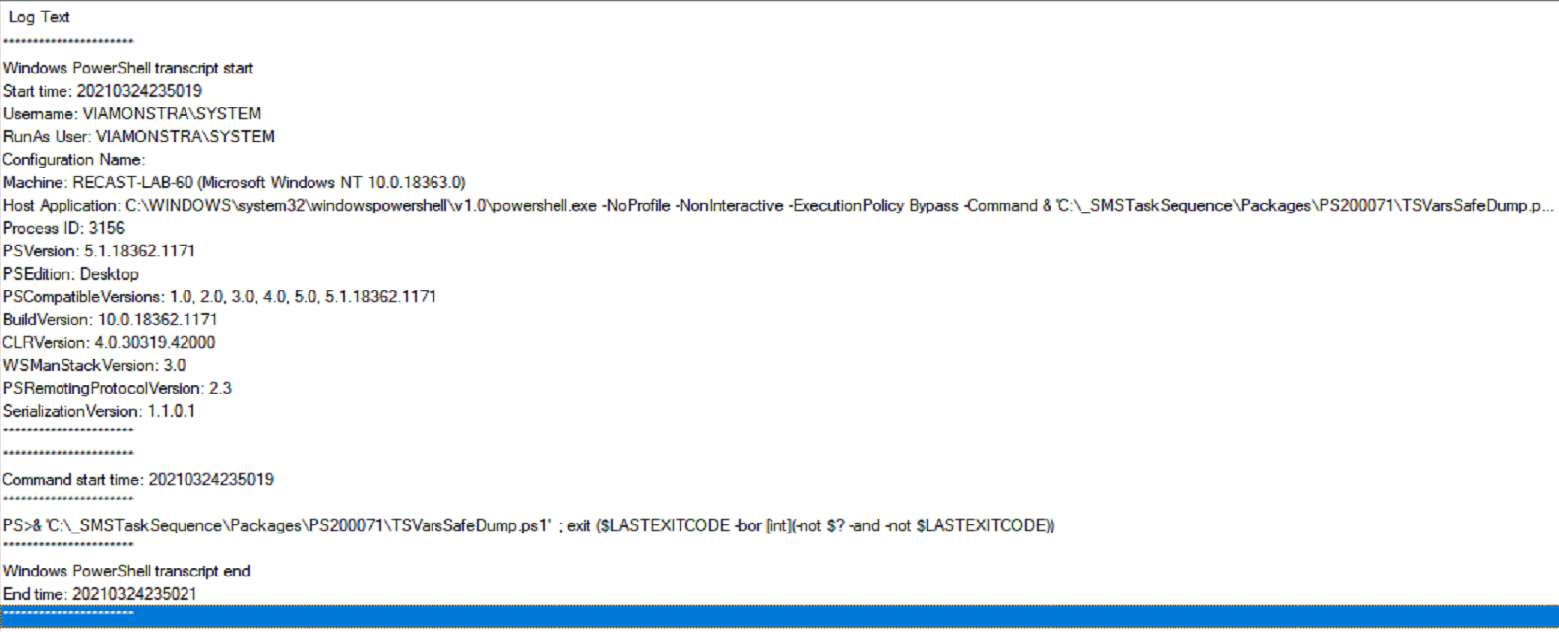 Log Text
**********************
Windows PowerShell transcript start
Start time: 20210324235019
Username: VIAMONSTRA\SYSTEM
RunAs User: VIAMONSTRA\SYSTEM
Configuration Name:
Machine: RECAST-LAB-60 (Microsoft Windows NT 10.0.18363.0)
Host Application: C:\WINDOWS\system32\windowspowershell\v1.0\powershell.exe -NoProfile -NonInteractive -ExecutionPolicy Bypass -Command & 'C:\_SMSTaskSequence\Packages\PS200071\TSVarsSafeDump.p...
Process ID: 3156
PSVersion: 5.1.18362.1171
PSEdition: Desktop
PSCompatibleVersions: 1.0, 2.0, 3.0, 4.0, 5.0, 5.1.18362.1171
BuildVersion: 10.0.18362.1171
CLRVersion: 4.0.30319.42000
WSManStackVersion: 3.0
PSRemotingProtocolVersion: 2.3
SerializationVersion: 1.1.0.1
**********************
**********************
Command start time: 20210324235019
**********************
PS>& 'C:\_SMSTaskSequence\Packages\PS200071\TSVarsSafeDump.ps1' ; exit ($LASTEXITCODE -bor [int](-not $? -and -not $LASTEXITCODE))
**********************
Windows PowerShell transcript end
End time: 20210324235021
**********************